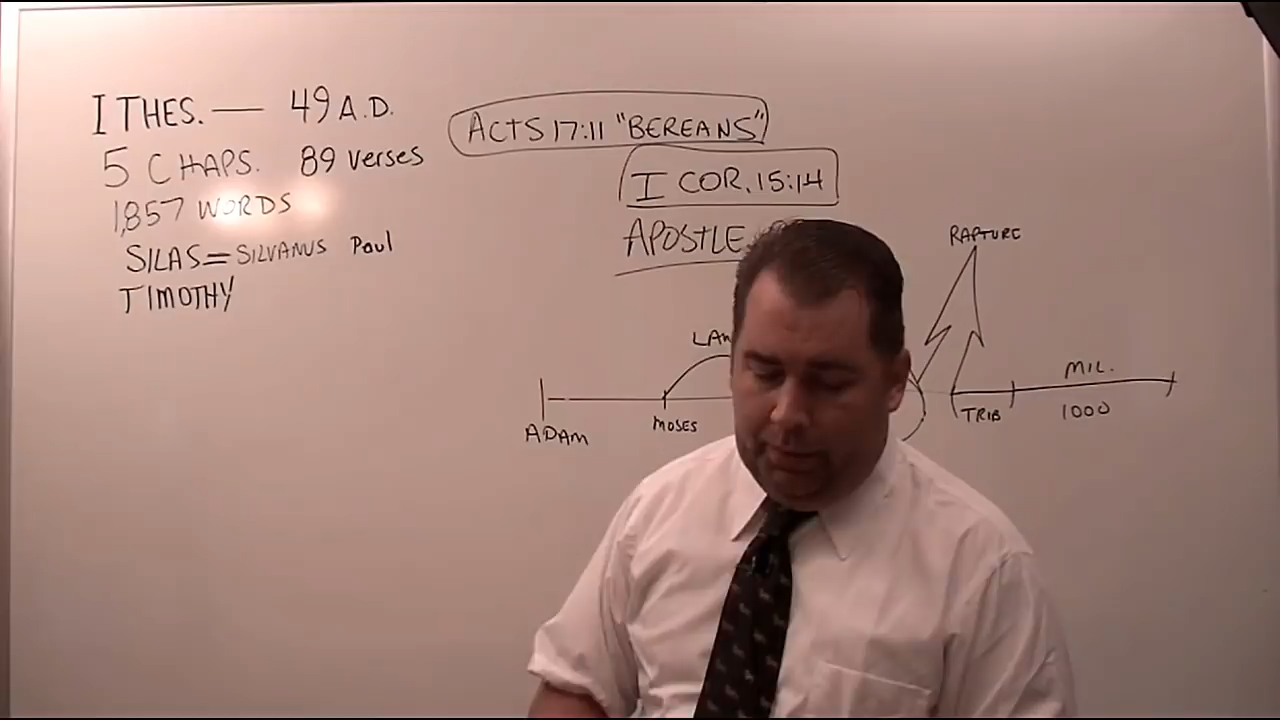 I THES. — 49 A.D.
5 CHAPS. 89 verses
1,857 WORDS
SILAS = SILVANUS Paul
TIMOTHY
ACTS 17:11 "BEREANS"
I COR. 15:14
APOSTLE
RAPTURE
MIL.
ADAM
MOSES
TRIB
1000